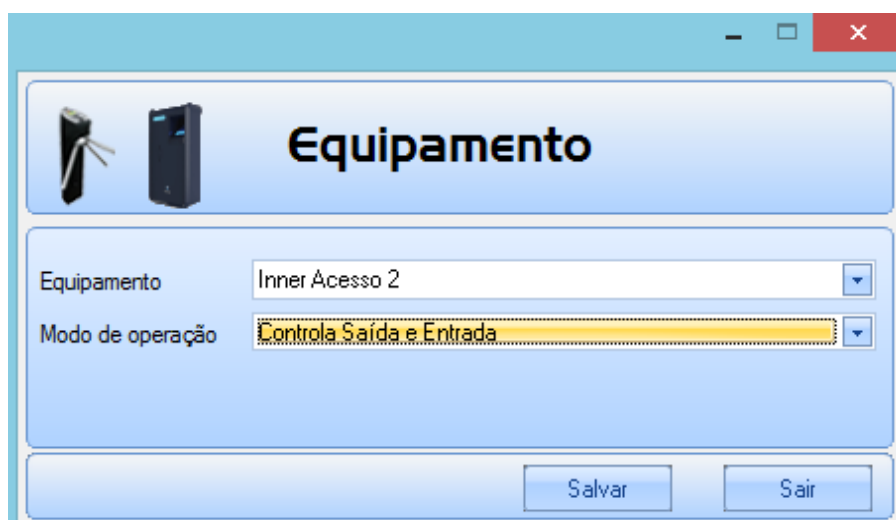 Equipamento
Equipamento Inner Acesso 2
Modo de operação Controla Saída e Entrada
Salvar Sair